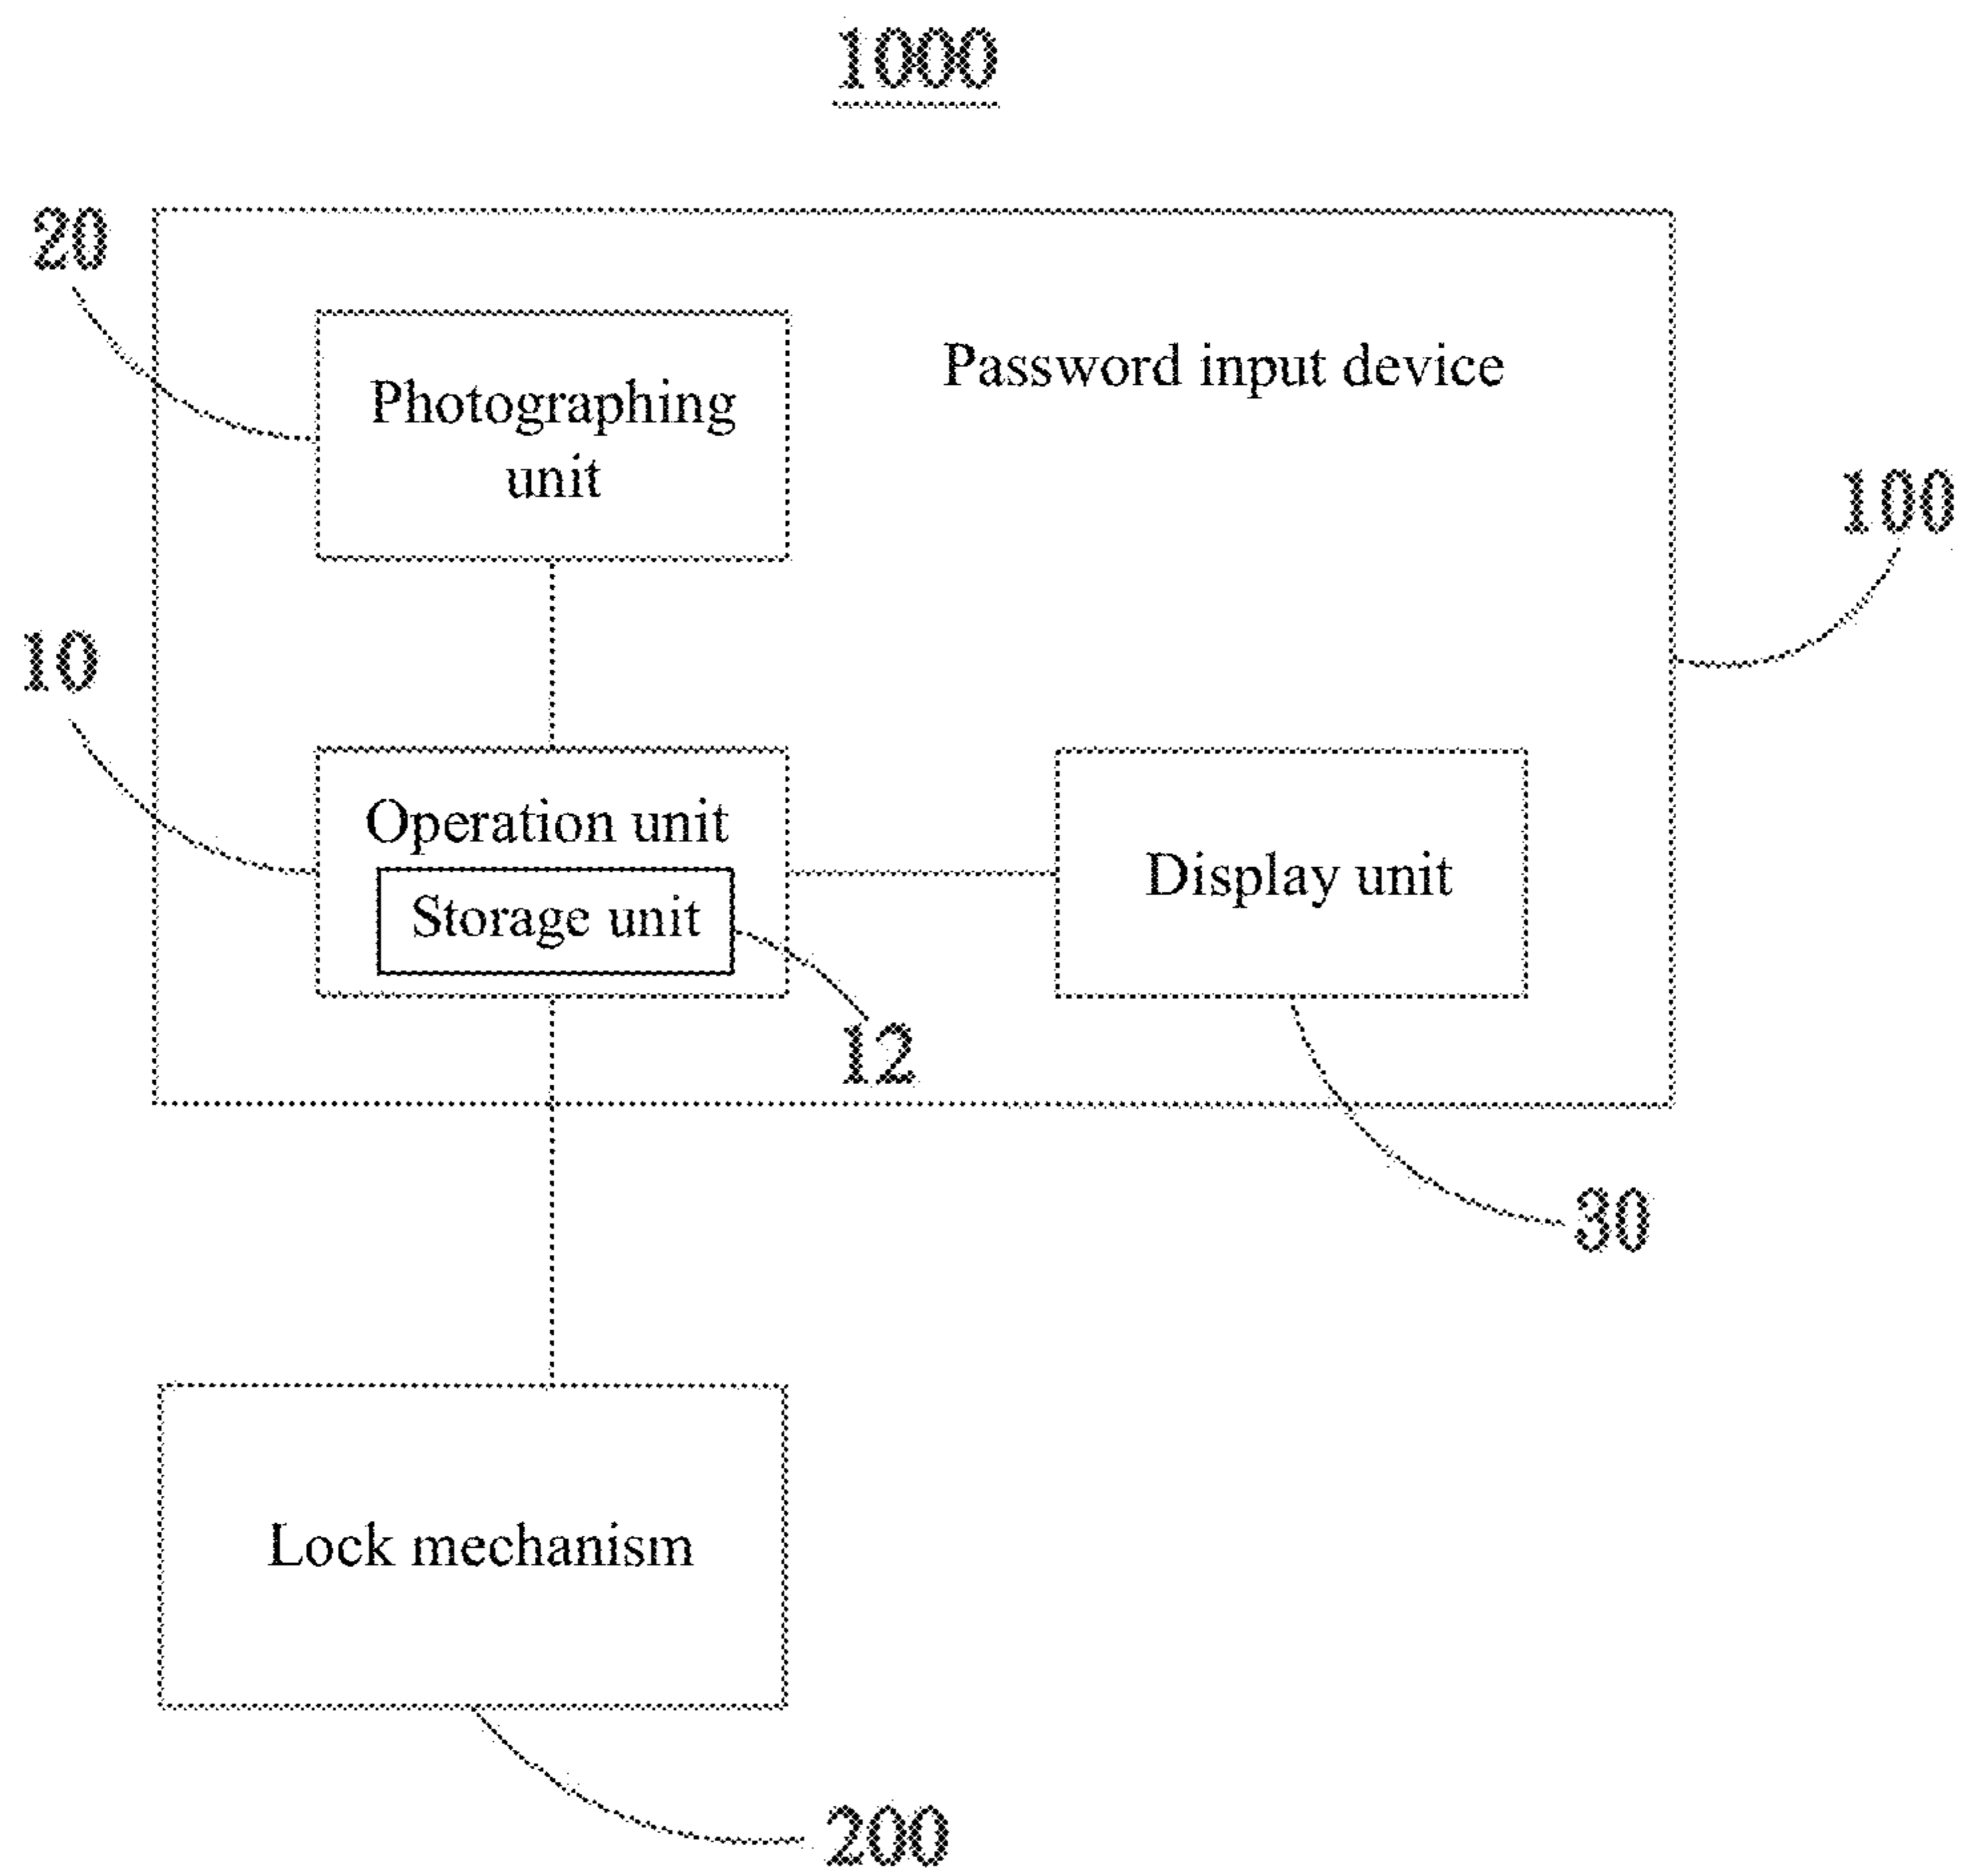 1000
20
Password input device
Photographing
unit
100
10
Operation unit
Storage unit
Display unit
12
30
Lock mechanism
200